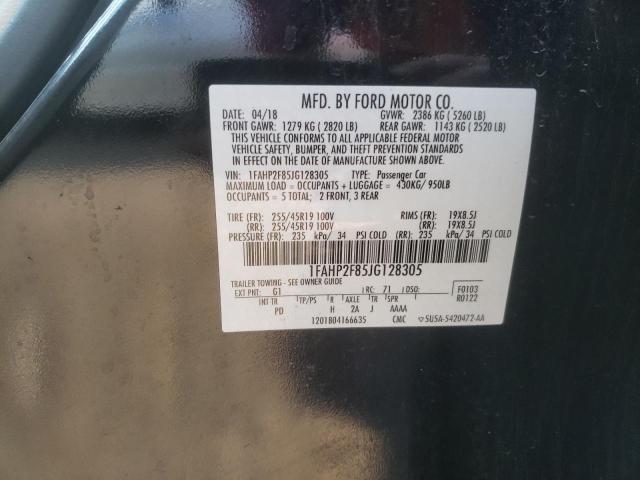 MFD. BY FORD MOTOR CO.
DATE: 04/18 GVWR: 2386 KG ( 5260 LB)
FRONT GAWR: 1279 KG ( 2820 LB) REAR GAWR: 1143 KG ( 2520 LB)
THIS VEHICLE CONFORMS TO ALL APPLICABLE FEDERAL MOTOR
VEHICLE SAFETY, BUMPER, AND THEFT PREVENTION STANDARDS
IN EFFECT ON THE DATE OF MANUFACTURE SHOWN ABOVE.
VIN: 1FAHP2F85JG128305 TYPE: Passenger Car
MAXIMUM LOAD = OCCUPANTS + LUGGAGE = 430KG/ 950LB
OCCUPANTS = 5 TOTAL; 2 FRONT, 3 REAR
TIRE (FR): 255/45R19 100V RIMS (FR): 19X8.5J
(RR): 255/45R19 100V (RR): 19X8.5J
PRESSURE (FR): 235 kPa/ 34 PSI COLD (RR): 235 kPa/ 34 PSI COLD
1FAHP2F85JG128305
TRAILER TOWING - SEE OWNER GUIDE
EXT PNT: G1 RC: 71 DSO: F0103
R0122
INT TR TP/PS R AXLE TR SPR
PD H 2A J AAAA
1201804166635 CMC ▽SU5A-5420472-AA